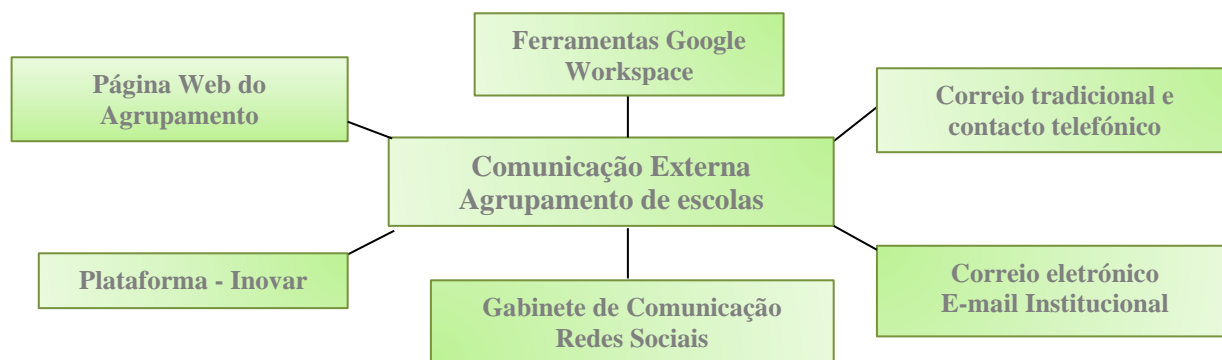 Ferramentas Google
Workspace
Página Web do
Agrupamento
Correio tradicional e
contacto telefónico
Comunicação Externa
Agrupamento de escolas
Plataforma - Inovar
Correio eletrónico
E-mail Institucional
Gabinete de Comunicação
Redes Sociais